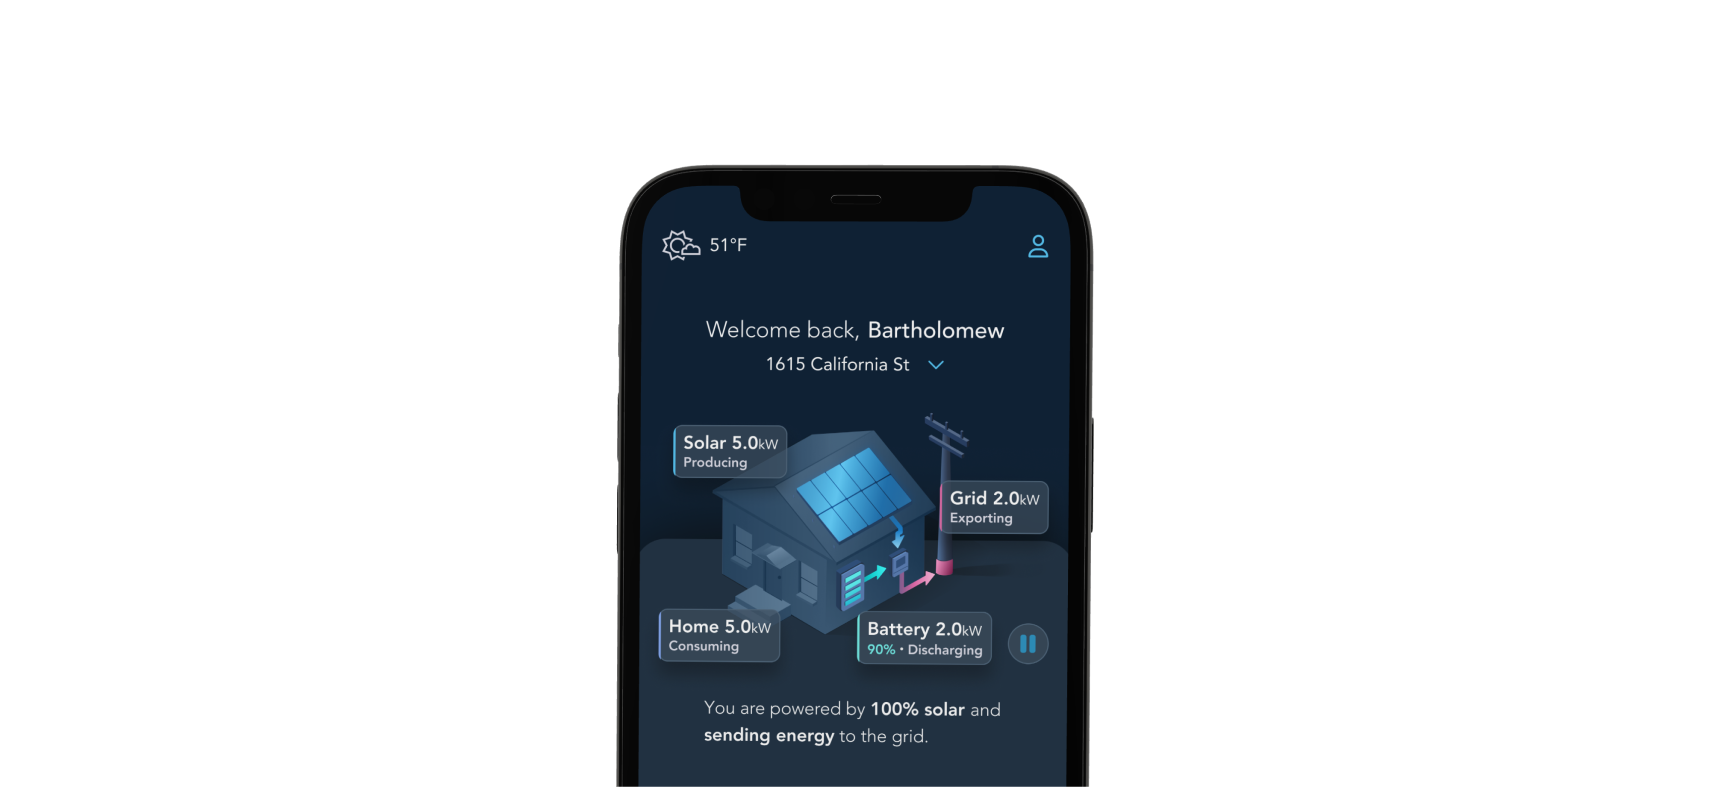 51°F
Welcome back, Bartholomew
1615 California St
Solar 5.0kW
Producing
Grid 2.0kW
Exporting
Home 5.0kW
Consuming
Battery 2.0kW
90% • Discharging
You are powered by 100% solar and
sending energy to the grid.